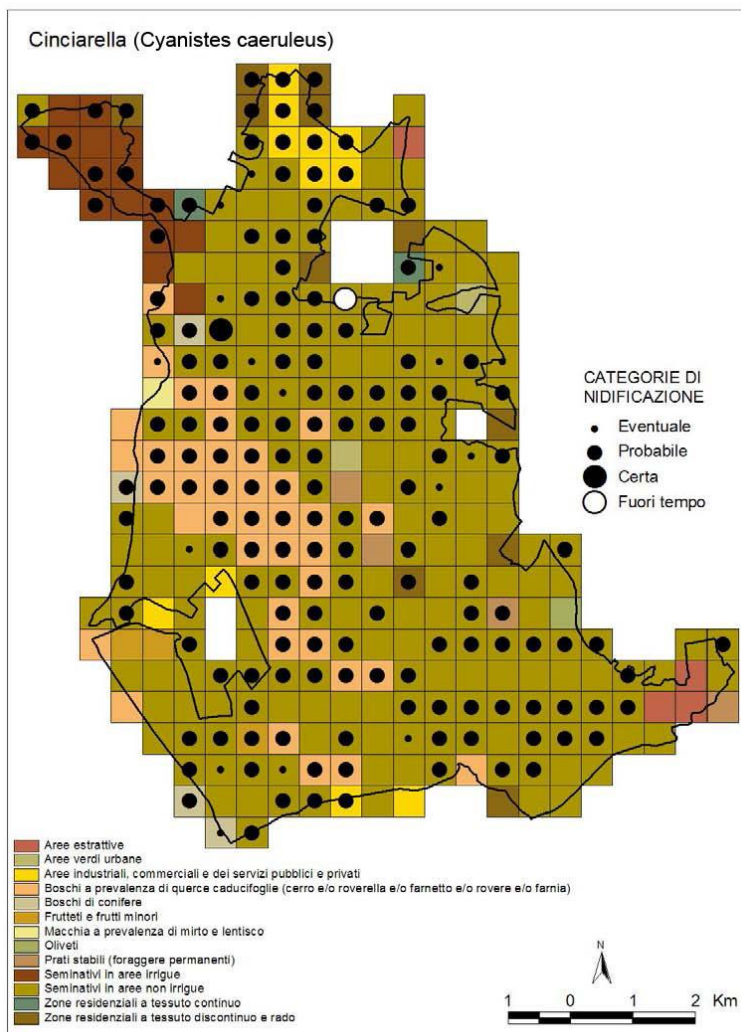 Cinciarella (Cyanistes caeruleus)
CATEGORIE DI
NIDIFICAZIONE
Eventuale
Probabile
Certa
Fuori tempo
Aree estrattive
Aree verdi urbane
Aree industriali, commerciali e dei servizi pubblici e privati
Boschi a prevalenza di querce caducifoglie (cerro e/o roverella e/o farnetto e/o rovere e/o farnia)
Boschi di conifere
Frutteti e frutti minori
Macchia a prevalenza di mirto e lentisco
Oliveti
Prati stabili (foraggere permanenti)
Seminativi in aree irrigue
Seminativi in aree non irrigue
Zone residenziali a tessuto continuo
Zone residenziali a tessuto discontinuo e rado
N
1 0 1 2 Km